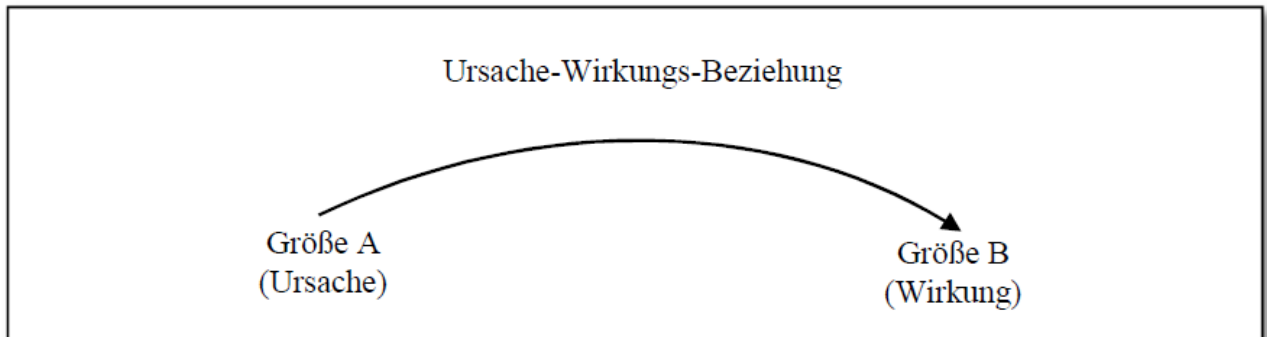 Ursache-Wirkungs-Beziehung
Größe A
(Ursache)
Größe B
(Wirkung)